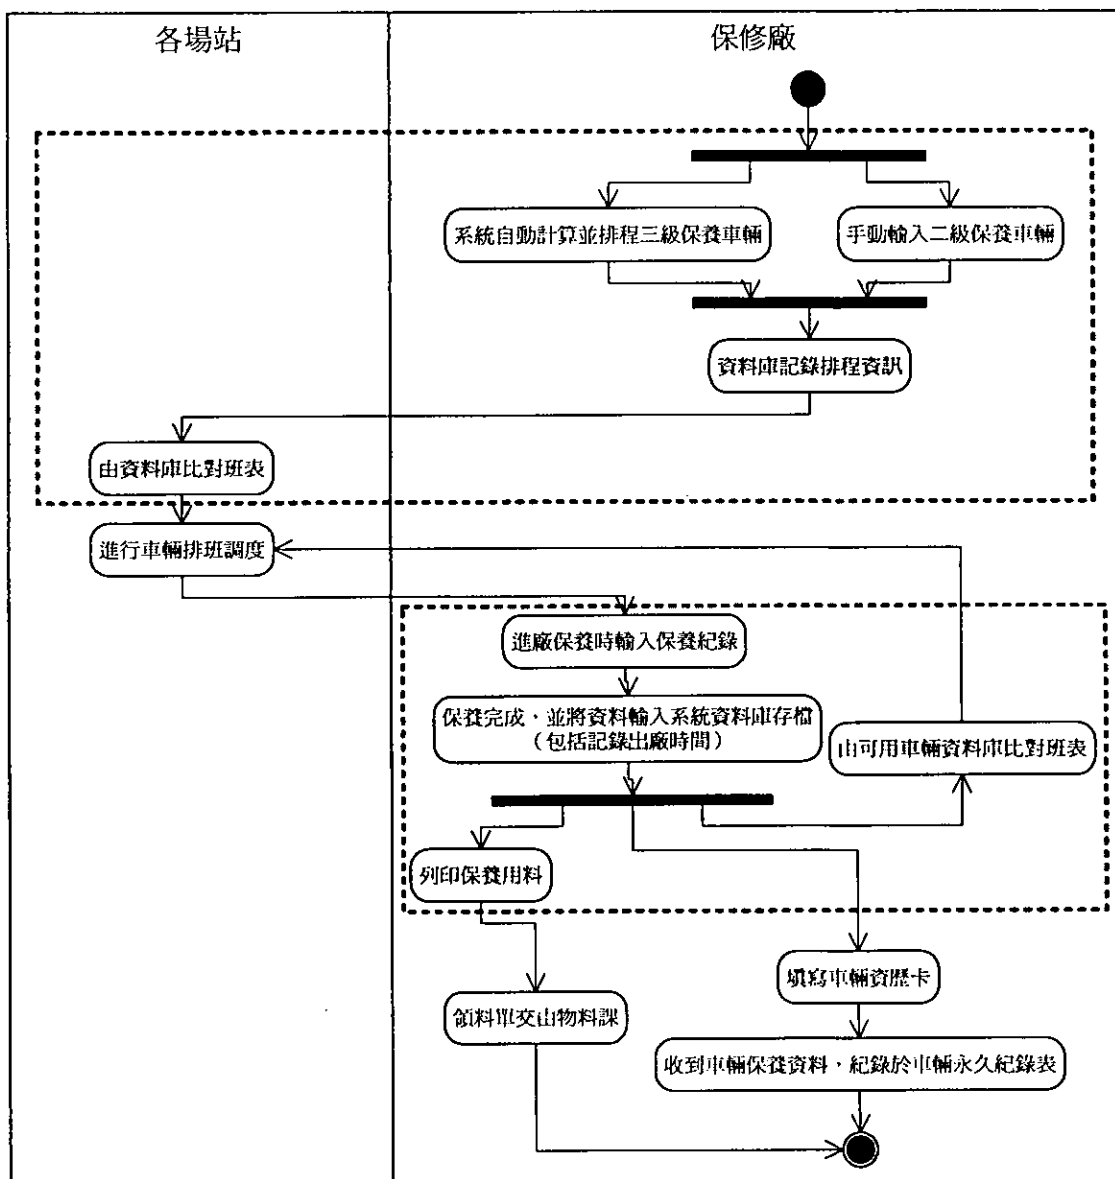 各場站
保修廠
系統自動計算並排程三級保養車輛
手動輸入二級保養車輛
資料庫記錄排程資訊
由資料庫比對班表
進行車輛排班調度
進廠保養時輸入保養紀錄
保養完成，並將資料輸入系統資料庫存檔
（包括記錄出廠時間）
由可用車輛資料庫比對班表
列印保養用料
填寫車輛資歷卡
領料單交由物料課
收到車輛保養資料，紀錄於車輛永久紀錄表